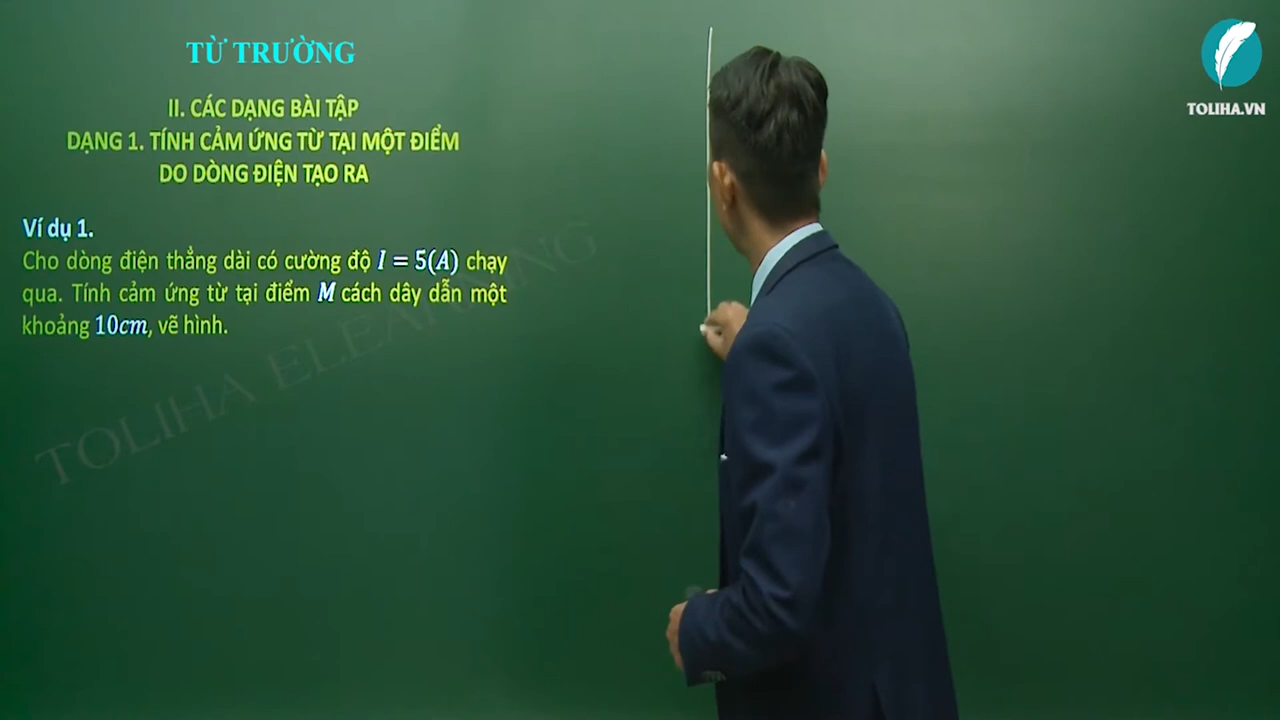 TỪ TRƯỜNG
TOLIHA.VN
II. CÁC DẠNG BÀI TẬP
DẠNG 1. TÍNH CẢM ỨNG TỪ TẠI MỘT ĐIỂM
DO DÒNG ĐIỆN TẠO RA
Ví dụ 1.
Cho dòng điện thẳng dài có cường độ I = 5(A) chạy
qua. Tính cảm ứng từ tại điểm M cách dây dẫn một
khoảng 10cm, vẽ hình.
TOLIHA ELEARNING